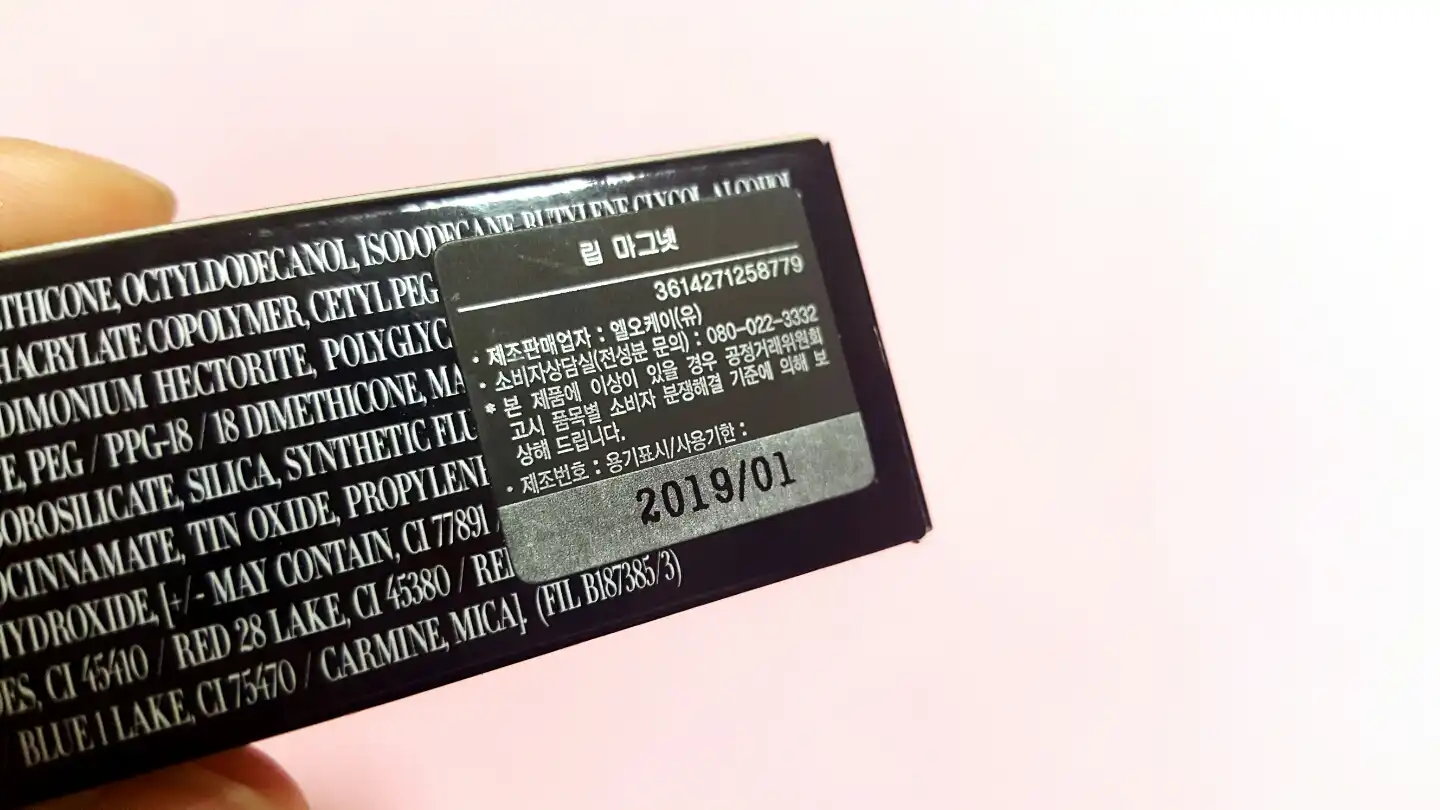 THICONE, OCTYLDODECANOL, ISODODECANE, BUTYLENE GLYCOL, ALCOHOL,
HACRYLATE COPOLYMER, CETYL PEG
DIMONIUM HECTORITE, POLYGLYC
E, PEG / PPG-18 / 18 DIMETHICONE, MA
OROSILICATE, SILICA, SYNTHETIC FLU
OCINNAMATE, TIN OXIDE, PROPYLENE
HYDROXIDE, [+/- MAY CONTAIN, CI 77891 /
DES, CI 45410 / RED 28 LAKE, CI 45380 / RE
/ BLUE 1 LAKE, CI 75470 / CARMINE, MICA]. (FIL B187385/3)
립 마그넷
3614271258779
• 제조판매업자 : 엘오케이(유)
• 소비자상담실(전성분 문의) : 080-022-3332
* 본 제품에 이상이 있을 경우 공정거래위원회
고시 품목별 소비자 분쟁해결 기준에 의해 보
상해 드립니다.
• 제조번호 : 용기표시/사용기한 :
2019/01